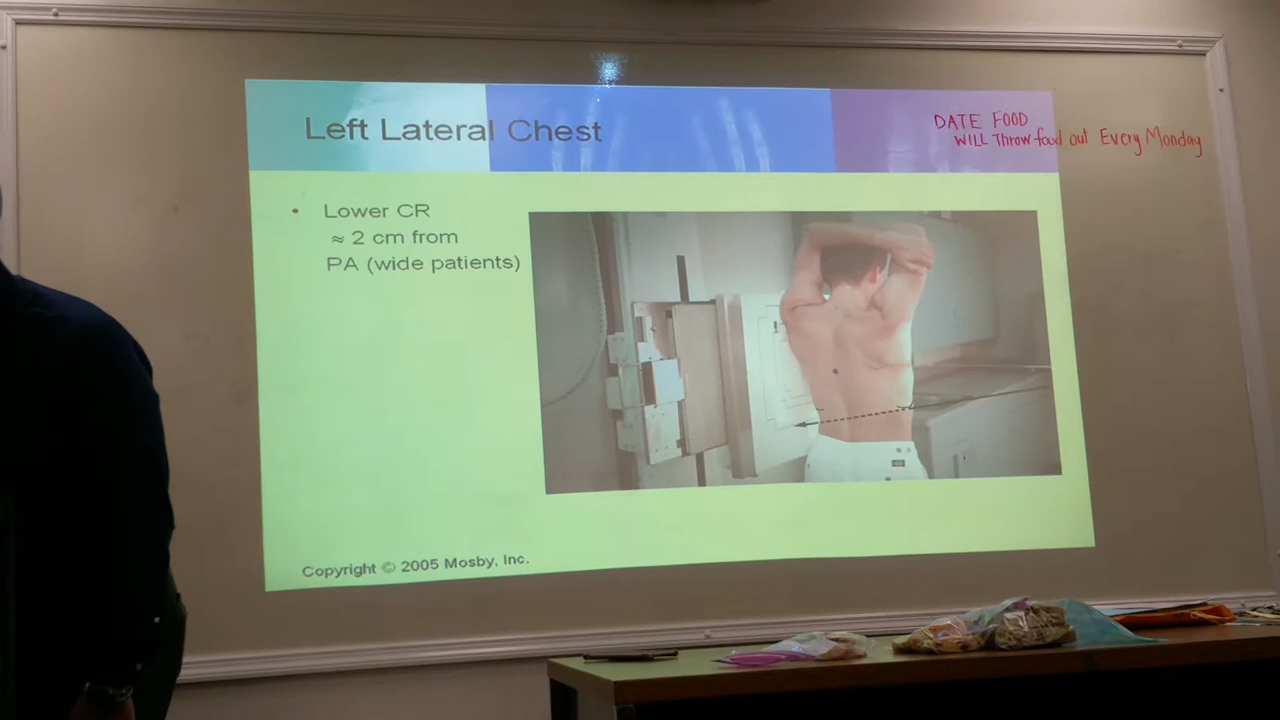 Left Lateral Chest
DATE FOOD
WILL Throw food out Every Monday
• Lower CR
≈ 2 cm from
PA (wide patients)
Copyright © 2005 Mosby, Inc.